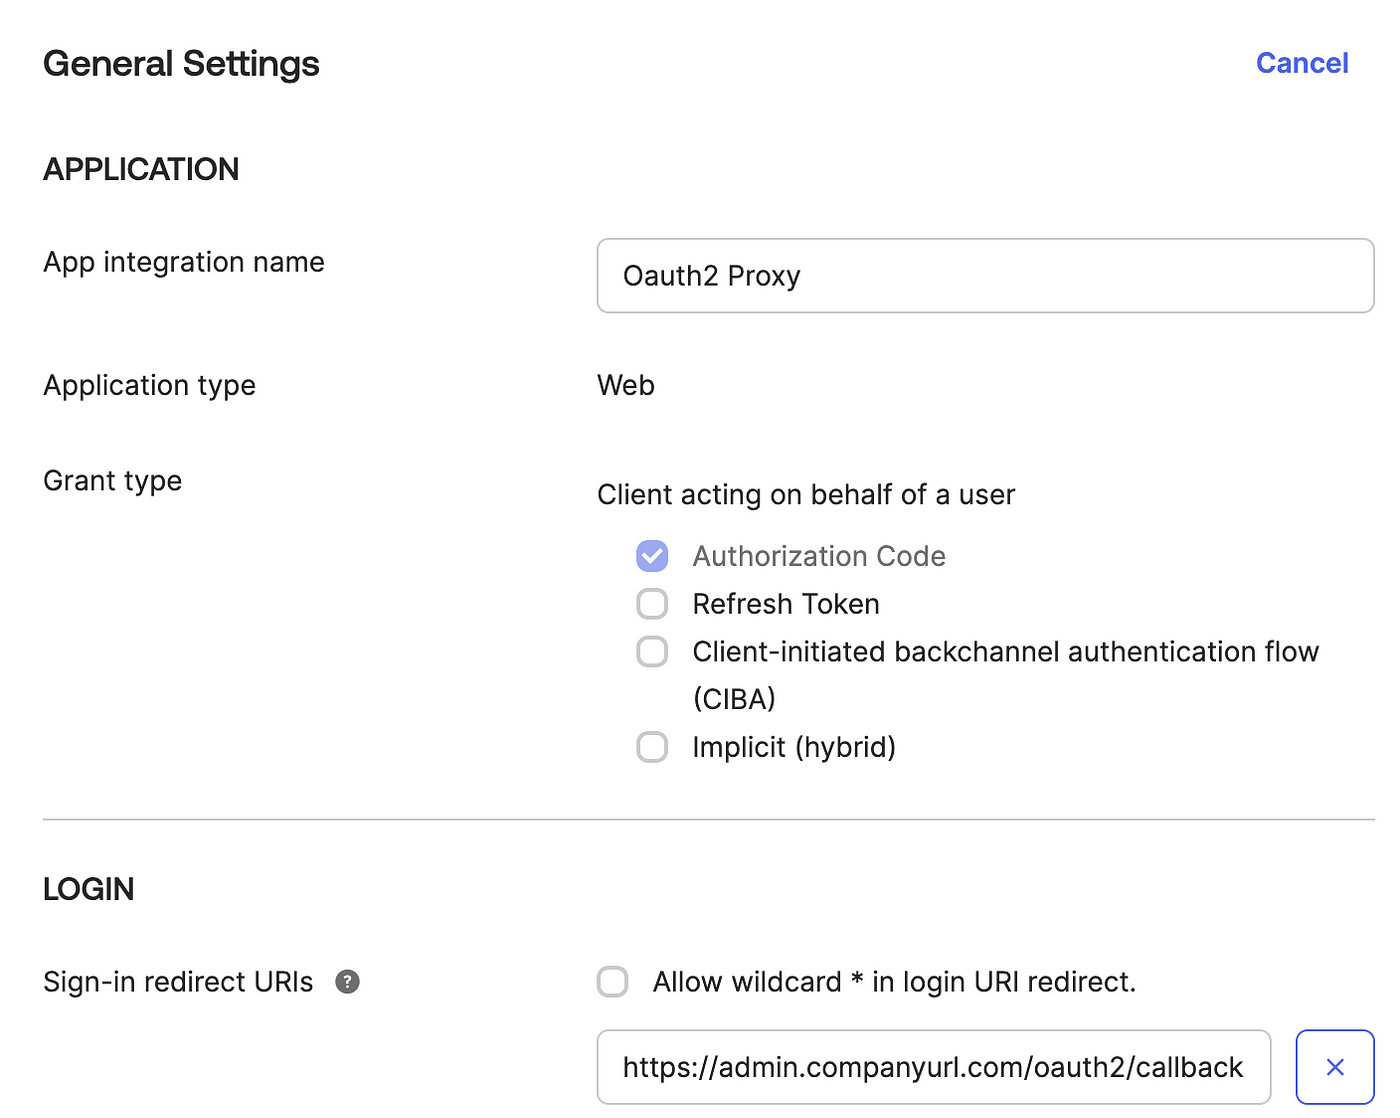 General Settings
Cancel
APPLICATION
App integration name
Oauth2 Proxy
Application type
Web
Grant type
Client acting on behalf of a user
Authorization Code
Refresh Token
Client-initiated backchannel authentication flow
(CIBA)
Implicit (hybrid)
LOGIN
Sign-in redirect URIs ?
Allow wildcard * in login URI redirect.
https://admin.companyurl.com/oauth2/callback